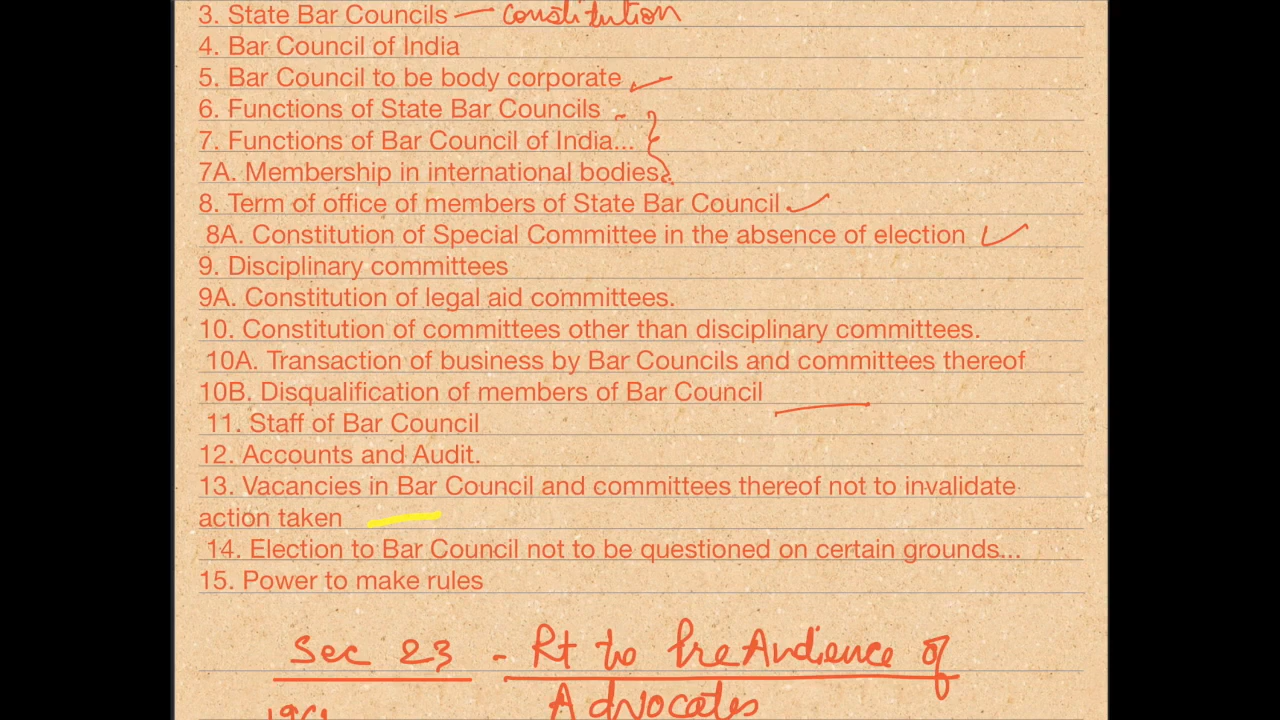 3. State Bar Councils — Constitution
4. Bar Council of India
5. Bar Council to be body corporate
6. Functions of State Bar Councils
7. Functions of Bar Council of India...
7A. Membership in international bodies
8. Term of office of members of State Bar Council
8A. Constitution of Special Committee in the absence of election
9. Disciplinary committees
9A. Constitution of legal aid committees.
10. Constitution of committees other than disciplinary committees.
10A. Transaction of business by Bar Councils and committees thereof
10B. Disqualification of members of Bar Council
11. Staff of Bar Council
12. Accounts and Audit.
13. Vacancies in Bar Council and committees thereof not to invalidate
action taken
14. Election to Bar Council not to be questioned on certain grounds...
15. Power to make rules
Sec 23 - Rt to PreAudience of
Advocates